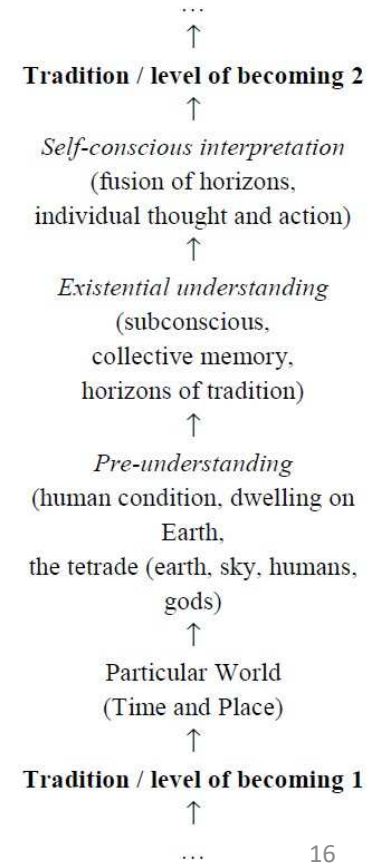 ...
↑
Tradition / level of becoming 2
↑
Self-conscious interpretation
(fusion of horizons,
individual thought and action)
↑
Existential understanding
(subconscious,
collective memory,
horizons of tradition)
↑
Pre-understanding
(human condition, dwelling on
Earth,
the tetrade (earth, sky, humans,
gods)
↑
Particular World
(Time and Place)
↑
Tradition / level of becoming 1
↑
... 16